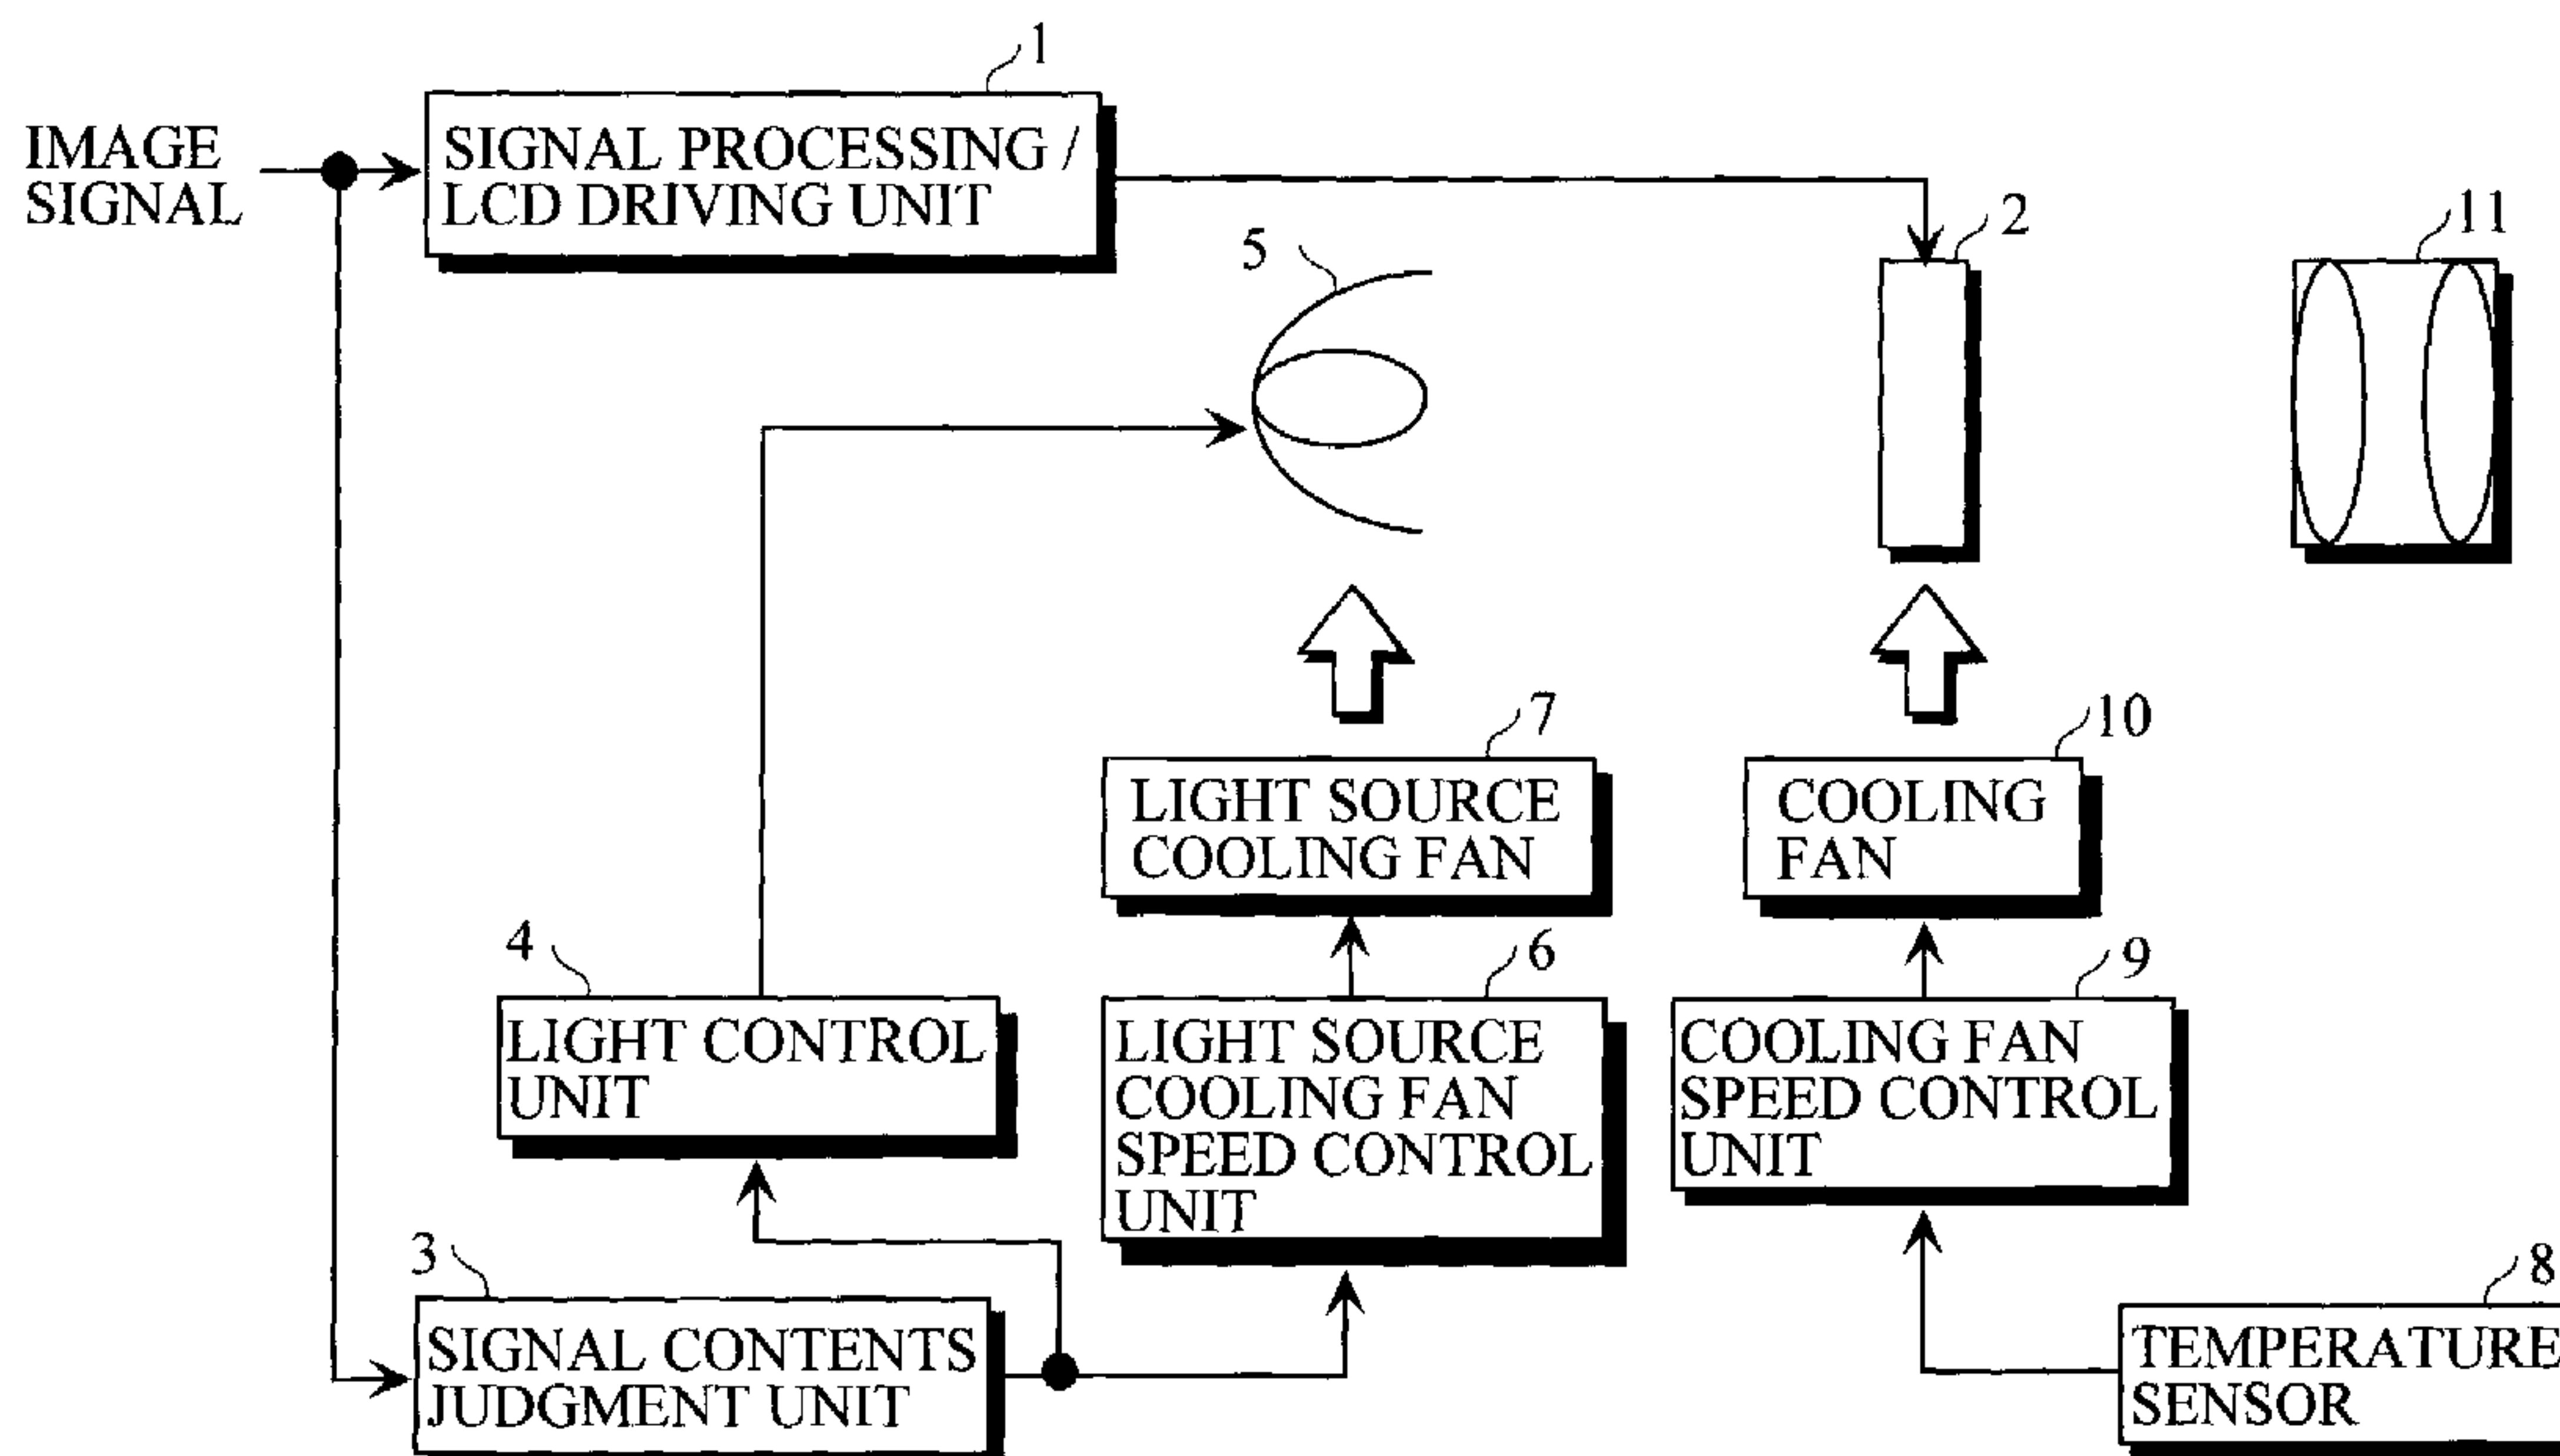 1
IMAGE
SIGNAL
SIGNAL PROCESSING /
LCD DRIVING UNIT
2
11
5
7
10
LIGHT SOURCE
COOLING FAN
COOLING
FAN
4
6
9
LIGHT CONTROL
UNIT
LIGHT SOURCE
COOLING FAN
SPEED CONTROL
UNIT
COOLING FAN
SPEED CONTROL
UNIT
3
8
SIGNAL CONTENTS
JUDGMENT UNIT
TEMPERATURE
SENSOR